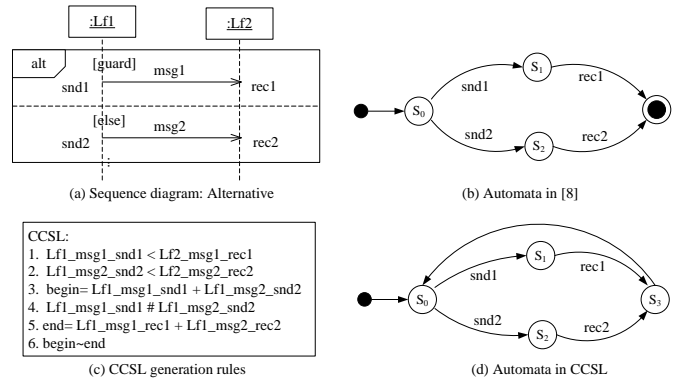 :Lf1
:Lf2
alt
[guard]
msg1
snd1
rec1
[else]
msg2
snd2
rec2
(a) Sequence diagram: Alternative
S0
snd1
S1
rec1
snd2
S2
rec2
(b) Automata in [8]
CCSL:
1. Lf1_msg1_snd1 < Lf2_msg1_rec1
2. Lf1_msg2_snd2 < Lf2_msg2_rec2
3. begin= Lf1_msg1_snd1 + Lf1_msg2_snd2
4. Lf1_msg1_snd1 # Lf1_msg2_snd2
5. end= Lf1_msg1_rec1 + Lf1_msg2_rec2
6. begin~end
(c) CCSL generation rules
S0
snd1
S1
rec1
S3
snd2
S2
rec2
(d) Automata in CCSL